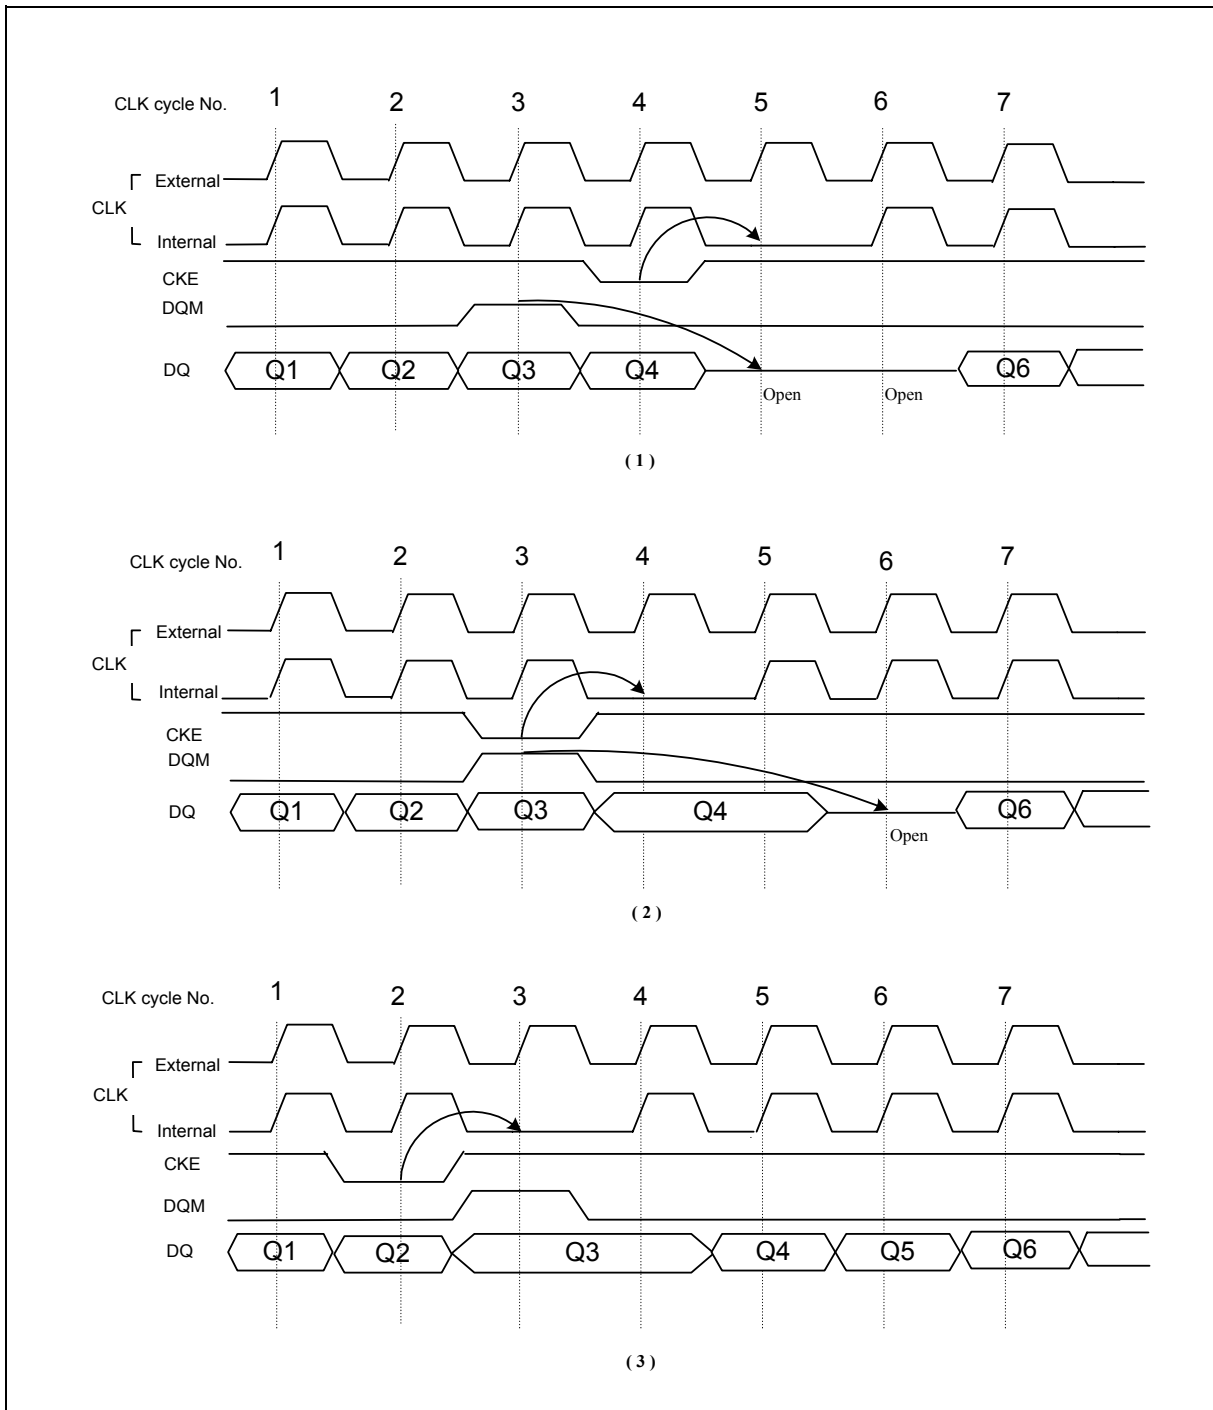 CLK cycle No. 1 2 3 4 5 6 7
External
CLK
Internal
CKE
DQM
DQ Q1 Q2 Q3 Q4 Q6
Open Open
( 1 )
CLK cycle No. 1 2 3 4 5 6 7
External
CLK
Internal
CKE
DQM
DQ Q1 Q2 Q3 Q4 Q6
Open
( 2 )
CLK cycle No. 1 2 3 4 5 6 7
External
CLK
Internal
CKE
DQM
DQ Q1 Q2 Q3 Q4 Q5 Q6
( 3 )